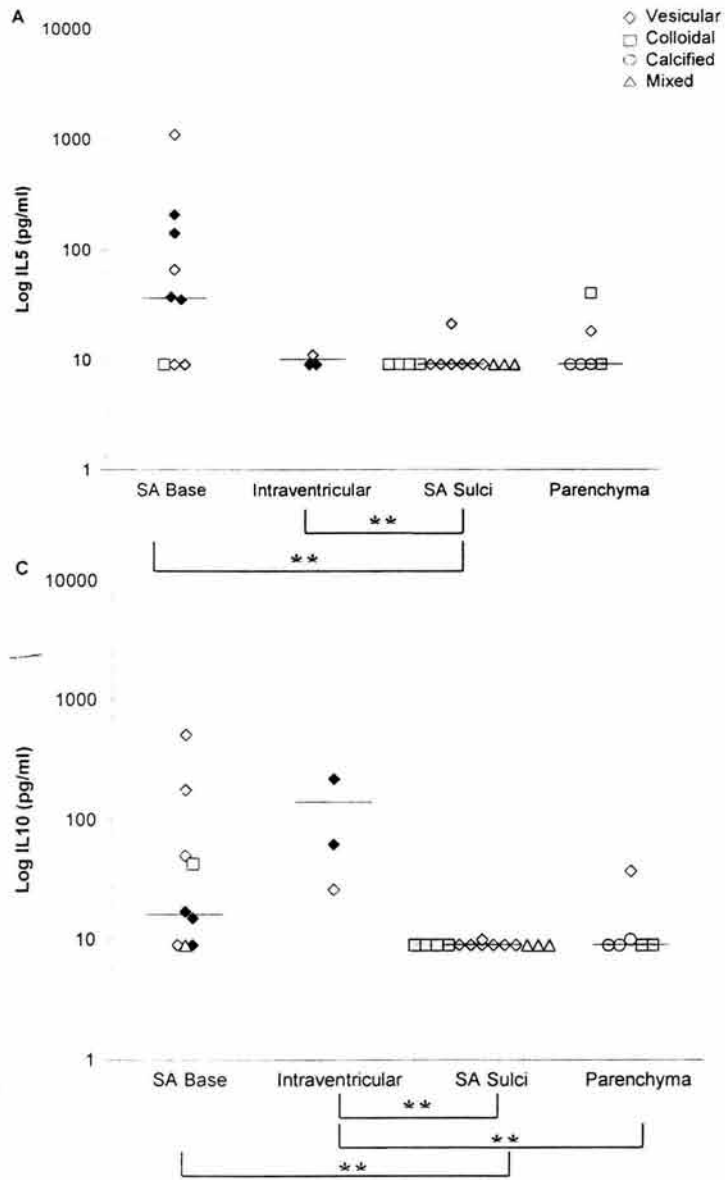 A
◇ Vesicular
□ Colloidal
○ Calcified
△ Mixed
10000
1000
100
10
1
Log IL5 (pg/ml)
SA Base Intraventricular SA Sulci Parenchyma
**
**
C
10000
1000
100
10
1
Log IL10 (pg/ml)
SA Base Intraventricular SA Sulci Parenchyma
**
**
**